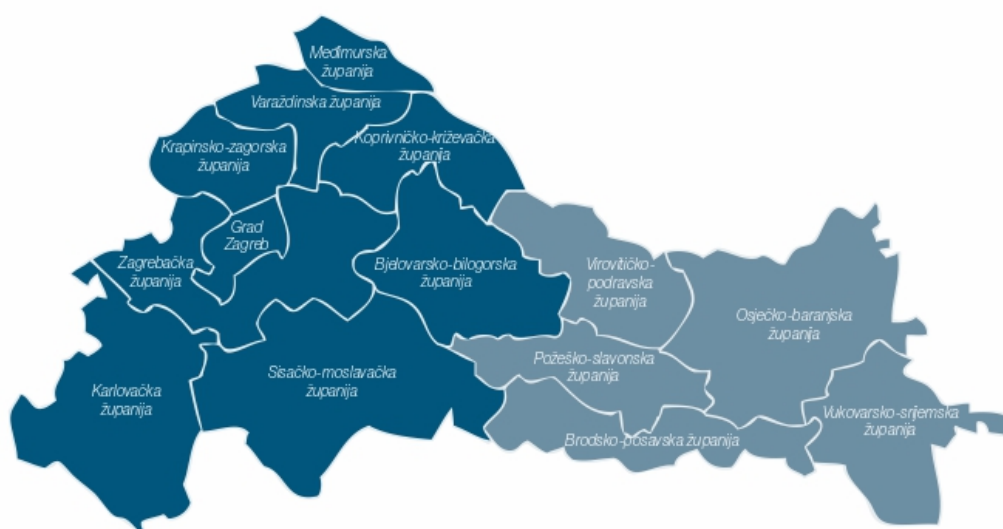 Međimurska
županija
Varaždinska županija
Koprivničko-križevačka
županija
Krapinsko-zagorska
županija
Grad
Zagreb
Zagrebačka
županija
Bjelovarsko-bilogorska
županija
Virovitičko-
podravska
županija
Osječko-baranjska
županija
Požeško-slavonska
županija
Sisačko-moslavačka
županija
Karlovačka
županija
Vukovarsko-srijemska
županija
Brodsko-posavska županija